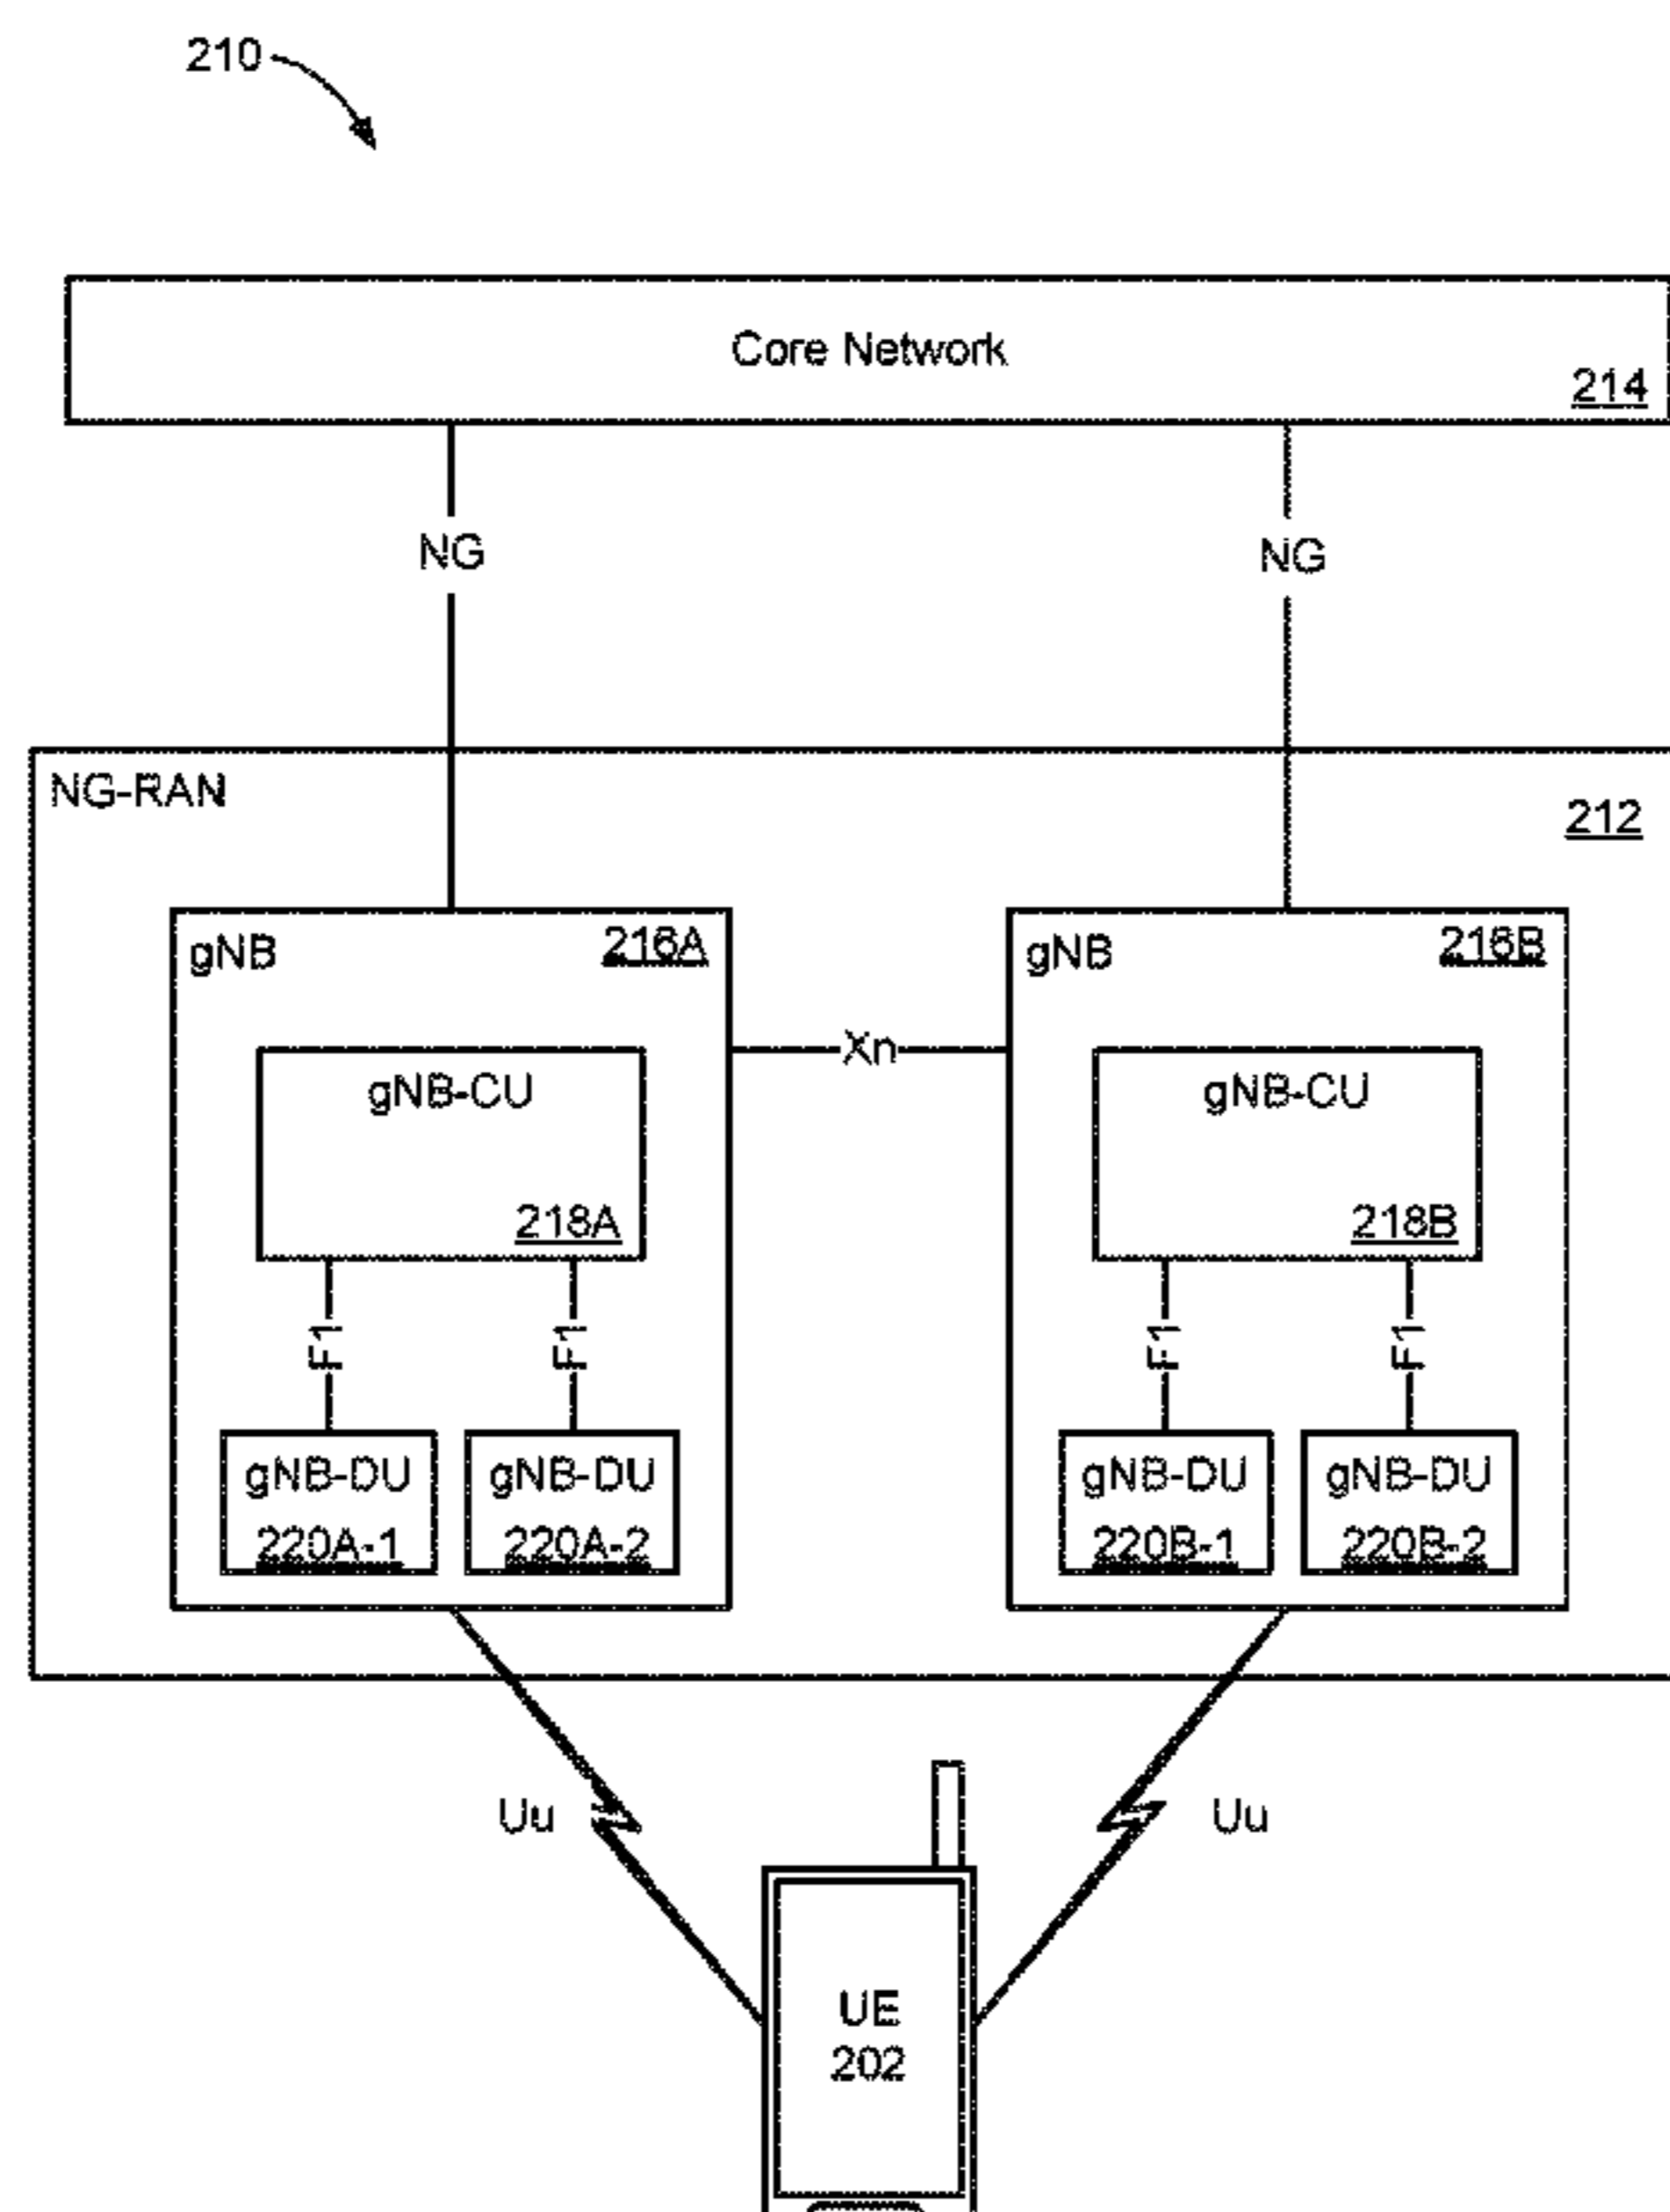 210
Core Network
214
NG NG
NG-RAN
212
gNB 216A gNB 216B
Xn
gNB-CU gNB-CU
218A 218B
F1 F1 F1 F1
gNB-DU gNB-DU gNB-DU gNB-DU
220A-1 220A-2 220B-1 220B-2
Uu Uu
UE
202